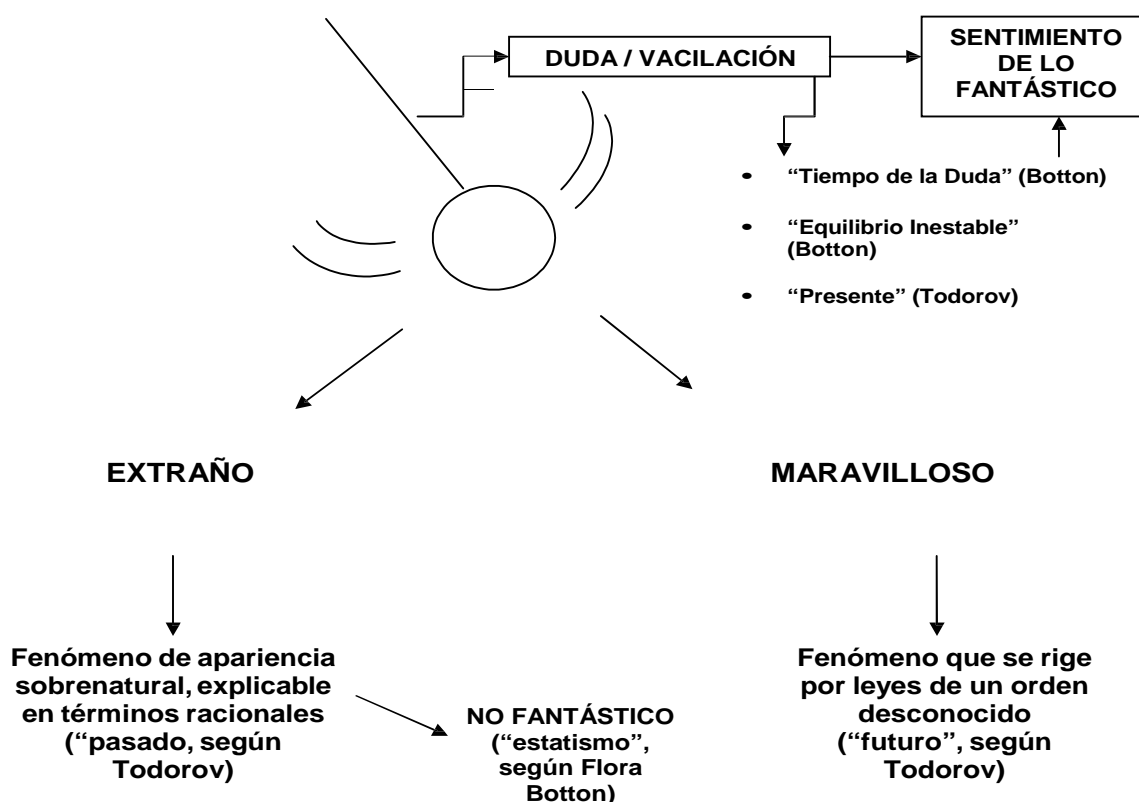 DUDA / VACILACIÓN
SENTIMIENTO
DE LO
FANTÁSTICO
• “Tiempo de la Duda” (Botton)
• “Equilibrio Inestable”
(Botton)
• “Presente” (Todorov)
EXTRAÑO
MARAVILLOSO
Fenómeno de apariencia
sobrenatural, explicable
en términos racionales
(“pasado, según
Todorov)
NO FANTÁSTICO
(“estatismo”,
según Flora
Botton)
Fenómeno que se rige
por leyes de un orden
desconocido
(“futuro”, según
Todorov)